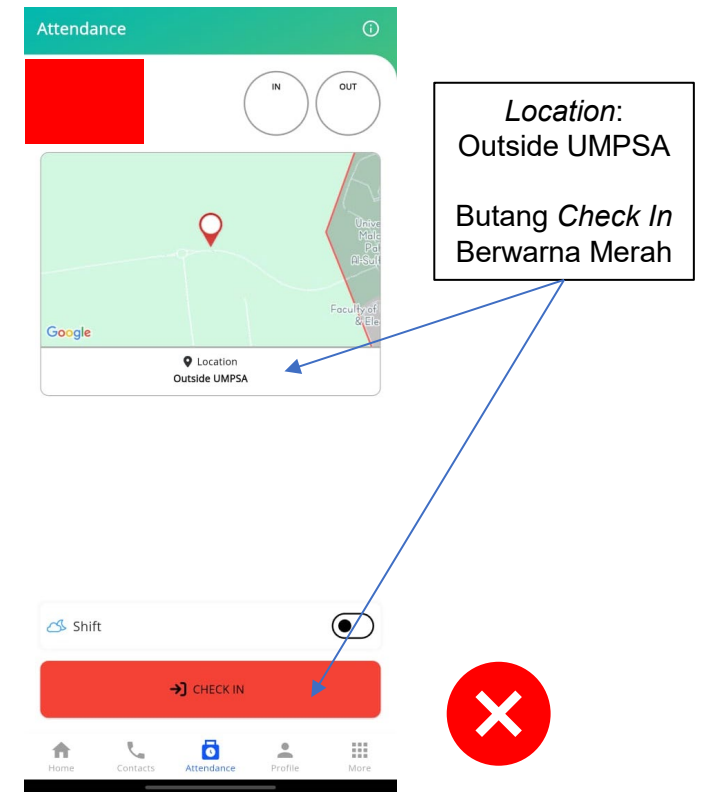 Attendance
IN
OUT
Location:
Outside UMPSA
Butang Check In
Berwarna Merah
Faculty of
Google
Location
Outside UMPSA
Shift
CHECK IN
Home
Contacts
Attendance
Profile
More